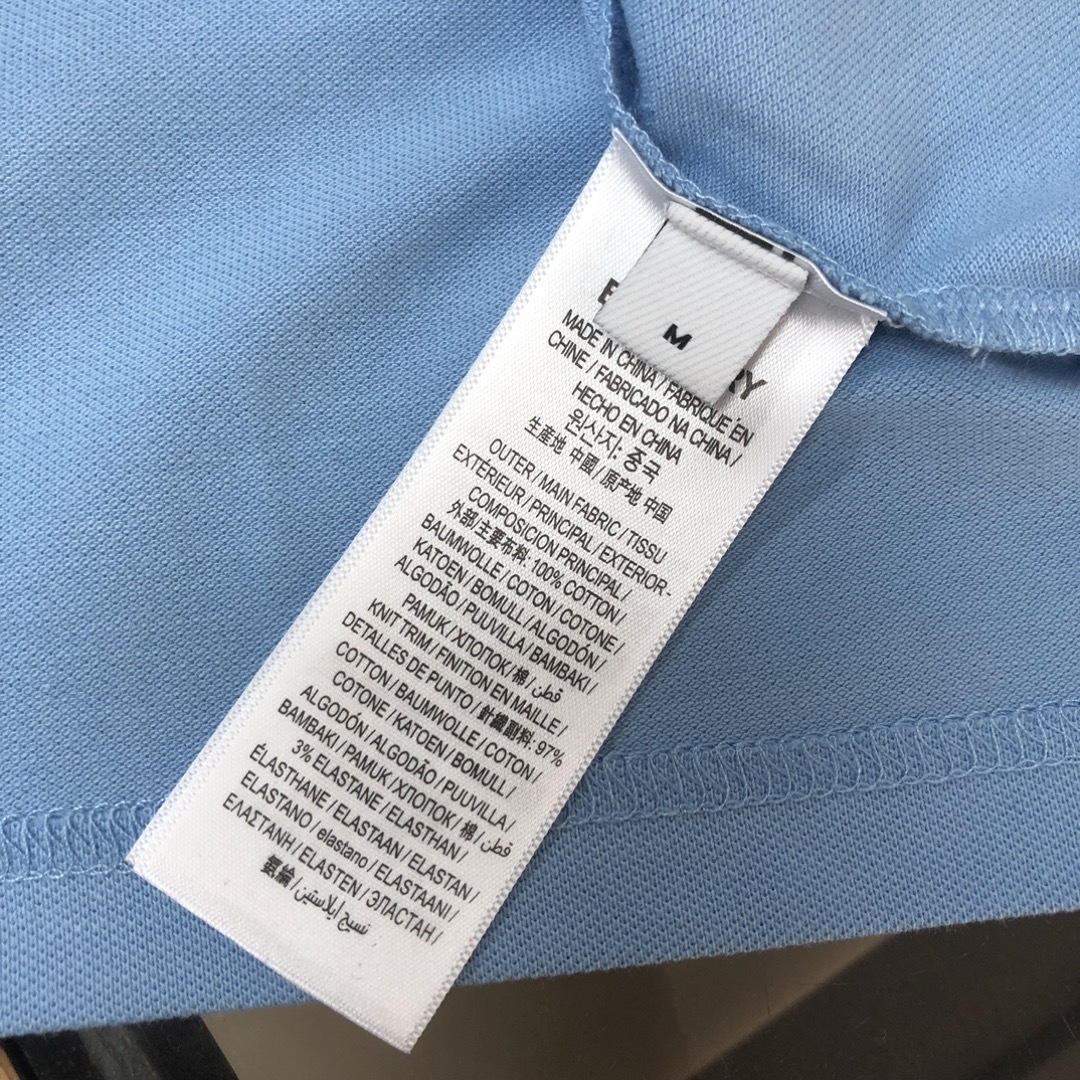 M
MADE IN CHINA / FABRIQUÉ EN
CHINE / FABRICADO NA CHINA /
HECHO EN CHINA
원산지: 중국
生産地 中國 / 原产地 中国
OUTER / MAIN FABRIC / TISSU
EXTÉRIEUR / PRINCIPAL / EXTERIOR -
COMPOSICION PRINCIPAL /
外部/主要布料: 100% COTTON /
BAUMWOLLE / COTON / COTONE /
KATOEN / BOMULL / ALGODÓN /
ALGODÃO / PUUVILLA / BAMBAKI /
PAMUK / ХЛОПОК / 棉 / قطن
KNIT TRIM / FINITION EN MAILLE /
DETALLES DE PUNTO / 針織副料: 97%
COTTON / BAUMWOLLE / COTON /
COTONE / KATOEN / BOMULL /
ALGODÓN / ALGODÃO / PUUVILLA /
BAMBAKI / PAMUK / ХЛОПОК / 棉 / قطن /
3% ELASTANE / ELASTHAN /
ÉLASTHANE / ELASTAAN / ELASTAN /
ELASTANO / elastano / ELASTAANI /
ΕΛΑΣΤΑΝΗ / ELASTEN / ЭЛАСТАН /
氨綸 / نسيج إيلاستين /